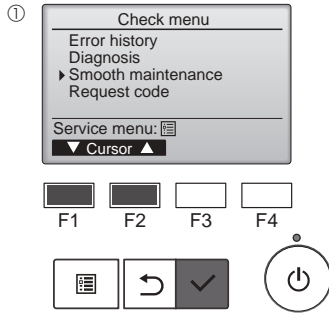 ①
Check menu
Error history
Diagnosis
Smooth maintenance
Request code
Service menu:
▼ Cursor ▲
F1 F2 F3 F4